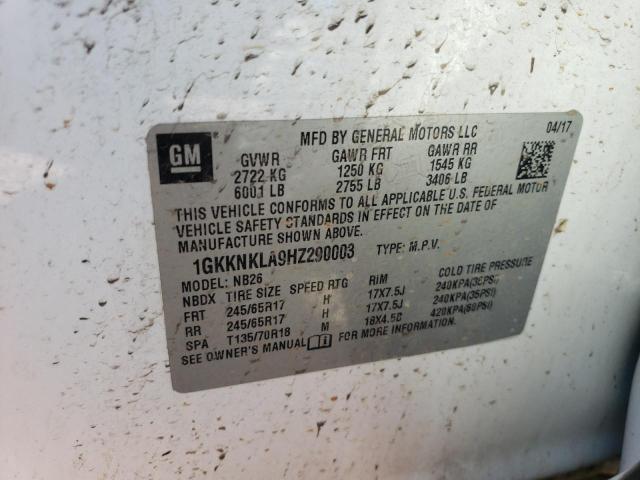 GM
MFD BY GENERAL MOTORS LLC 04/17
GVWR GAWR FRT GAWR RR
2722 KG 1250 KG 1545 KG
6001 LB 2755 LB 3406 LB
THIS VEHICLE CONFORMS TO ALL APPLICABLE U.S. FEDERAL MOTOR
VEHICLE SAFETY STANDARDS IN EFFECT ON THE DATE OF
MANUFACTURE SHOWN ABOVE.
1GKKNKLA9HZ290003 TYPE: M.P.V.
MODEL: NB26
NBDX TIRE SIZE SPEED RTG RIM COLD TIRE PRESSURE
FRT 245/65R17 H 17X7.5J 240KPA(35PSI)
RR 245/65R17 H 17X7.5J 240KPA(35PSI)
SPA T135/70R18 M 18X4.5C 420KPA(60PSI)
SEE OWNER'S MANUAL FOR MORE INFORMATION.